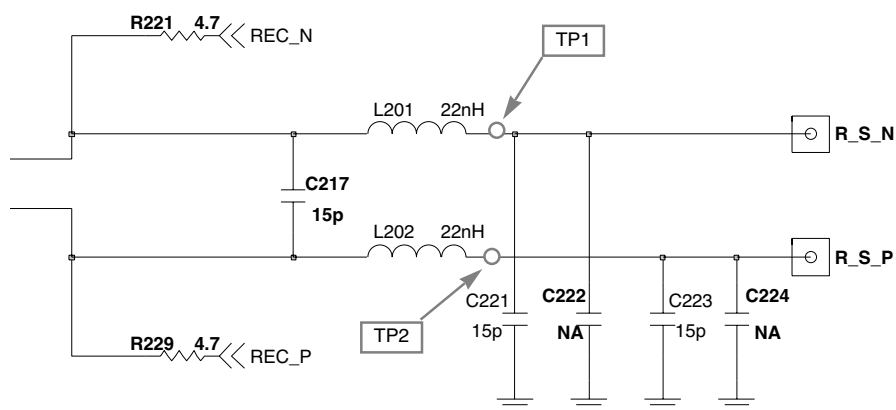 R221 4.7 REC_N
TP1
L201 22nH
R_S_N
C217
15p
L202 22nH
R_S_P
C221 C222 C223 C224
15p NA 15p NA
TP2
R229 4.7 REC_P